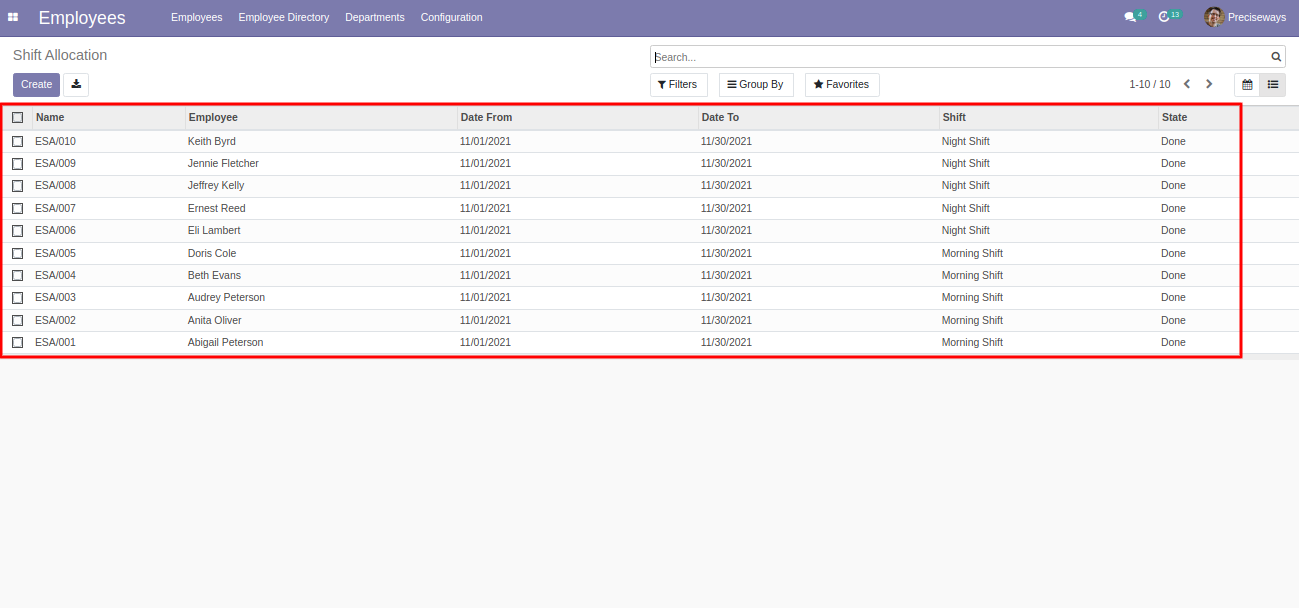 Employees Employees Employee Directory Departments Configuration 4 13 Preciseways
Shift Allocation Search...
Create Filters Group By Favorites 1-10 / 10
Name Employee Date From Date To Shift State
ESA/010 Keith Byrd 11/01/2021 11/30/2021 Night Shift Done
ESA/009 Jennie Fletcher 11/01/2021 11/30/2021 Night Shift Done
ESA/008 Jeffrey Kelly 11/01/2021 11/30/2021 Night Shift Done
ESA/007 Ernest Reed 11/01/2021 11/30/2021 Night Shift Done
ESA/006 Eli Lambert 11/01/2021 11/30/2021 Night Shift Done
ESA/005 Doris Cole 11/01/2021 11/30/2021 Morning Shift Done
ESA/004 Beth Evans 11/01/2021 11/30/2021 Morning Shift Done
ESA/003 Audrey Peterson 11/01/2021 11/30/2021 Morning Shift Done
ESA/002 Anita Oliver 11/01/2021 11/30/2021 Morning Shift Done
ESA/001 Abigail Peterson 11/01/2021 11/30/2021 Morning Shift Done